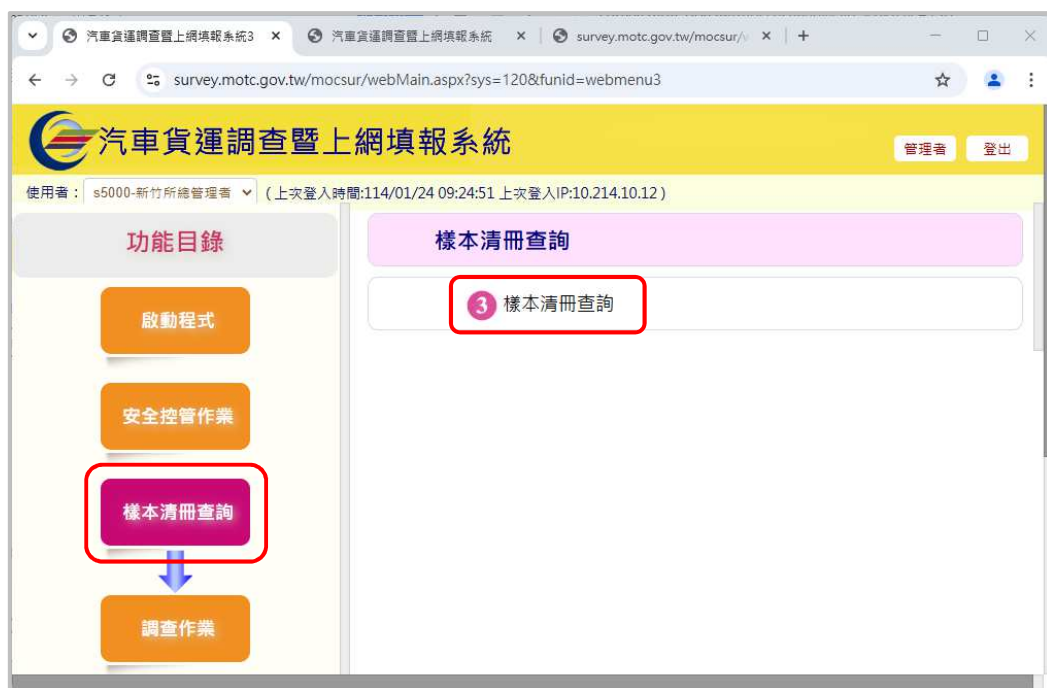 汽車貨運調查暨上網填報系統3
汽車貨運調查暨上網填報系統
survey.motc.gov.tw/mocsur/
survey.motc.gov.tw/mocsur/webMain.aspx?sys=120&funid=webmenu3
汽車貨運調查暨上網填報系統
管理者
登出
使用者：
s5000-新竹所總管理者
(上次登入時間:114/01/24 09:24:51 上次登入IP:10.214.10.12)
功能目錄
啟動程式
安全控管作業
樣本清冊查詢
調查作業
樣本清冊查詢
3 樣本清冊查詢